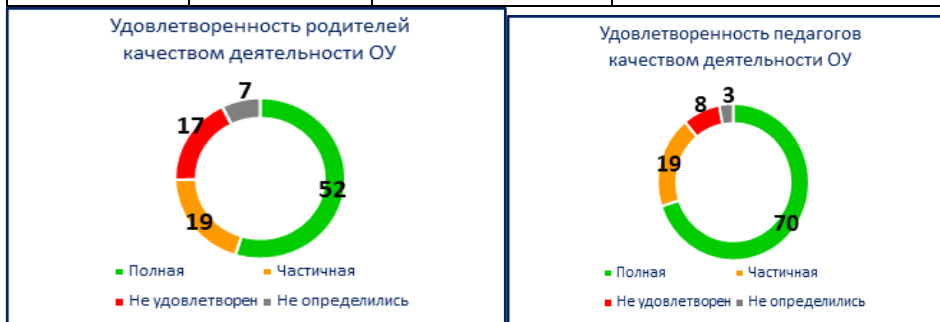 Удовлетворенность родителей
качеством деятельности ОУ
7
17
52
19
Полная
Частичная
Не удовлетворен
Не определились
Удовлетворенность педагогов
качеством деятельности ОУ
3
8
19
70
Полная
Частичная
Не удовлетворен
Не определились